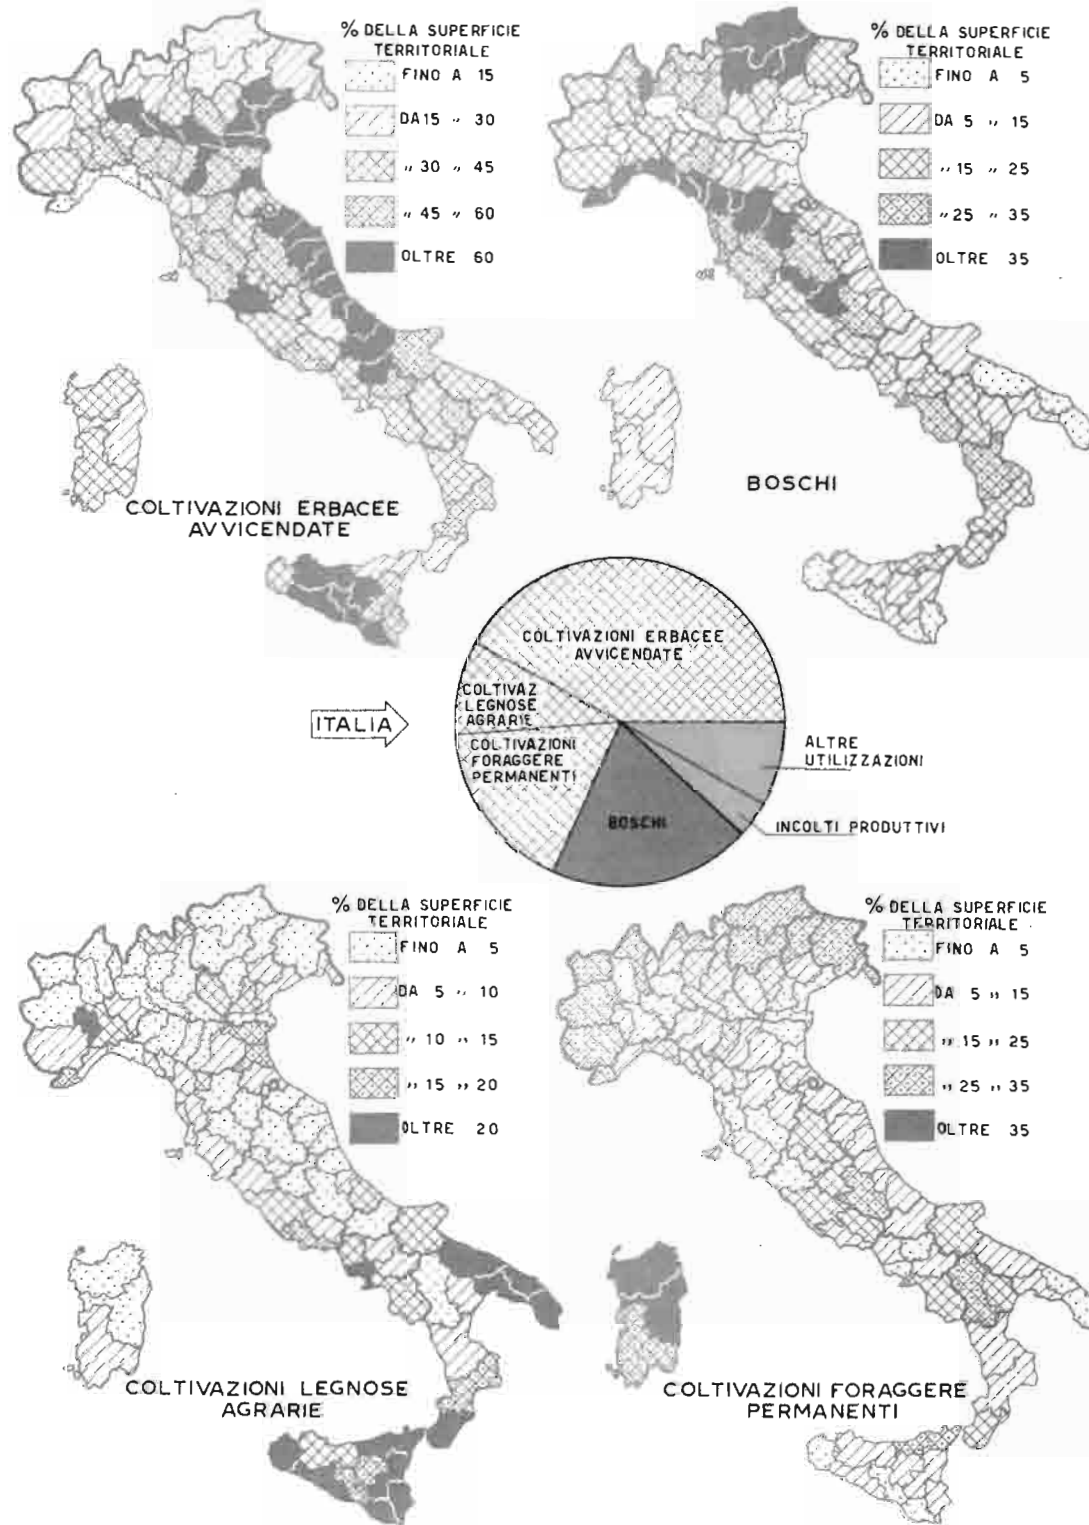 % DELLA SUPERFICIE
TERRITORIALE
FINO A 15
DA 15 " 30
" 30 " 45
" 45 " 60
OLTRE 60
COLTIVAZIONI ERBACEE
AVVICENDATE
% DELLA SUPERFICIE
TERRITORIALE
FINO A 5
DA 5 " 15
" 15 " 25
" 25 " 35
OLTRE 35
BOSCHI
ITALIA
COLTIVAZIONI ERBACEE
AVVICENDATE
COLTIVAZ
LEGNOSE
AGRARIE
COLTIVAZIONI
FORAGGERE
PERMANENTI
BOSCHI
ALTRE
UTILIZZAZIONI
INCOLTI PRODUTTIVI
% DELLA SUPERFICIE
TERRITORIALE
FINO A 5
DA 5 " 10
" 10 " 15
" 15 " 20
OLTRE 20
COLTIVAZIONI LEGNOSE
AGRARIE
% DELLA SUPERFICIE
TERRITORIALE
FINO A 5
DA 5 " 15
" 15 " 25
" 25 " 35
OLTRE 35
COLTIVAZIONI FORAGGERE
PERMANENTI